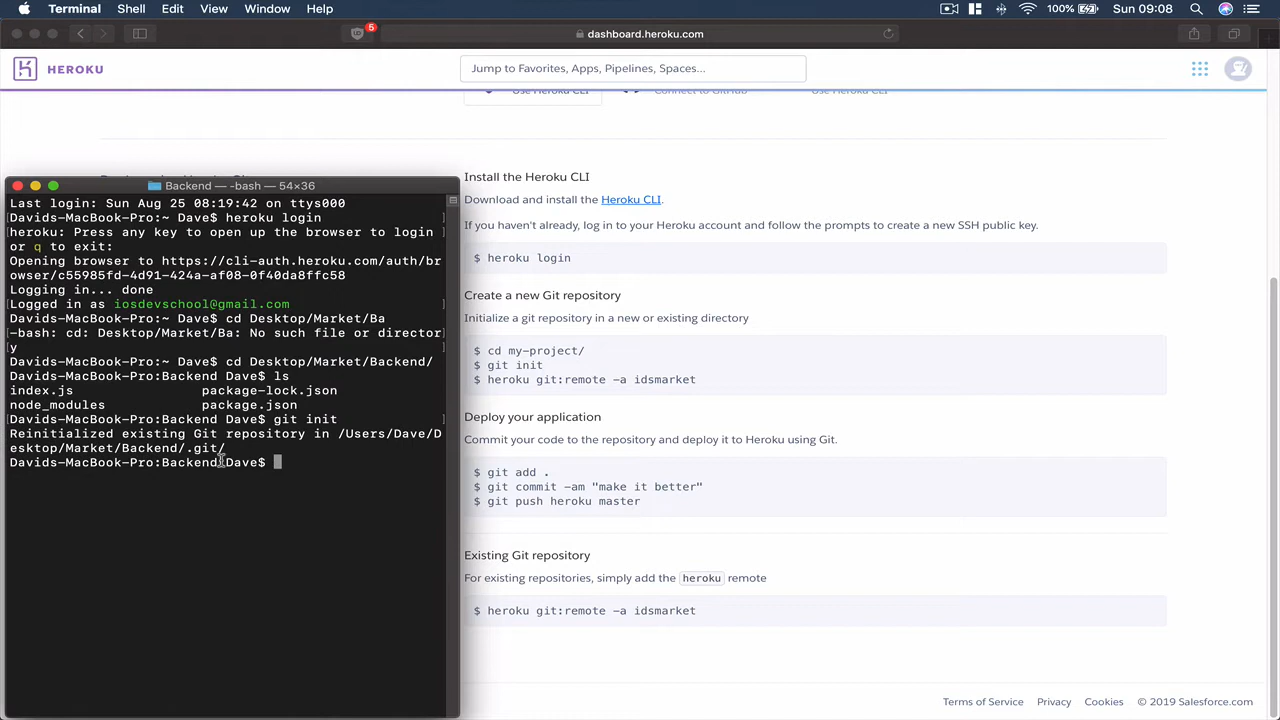 Terminal Shell Edit View Window Help 100% Sun 09:08
5
dashboard.heroku.com
HEROKU
Jump to Favorites, Apps, Pipelines, Spaces...
Use Heroku CLI Connect to GitHub Use Heroku CLI
Backend — -bash — 54×36
Last login: Sun Aug 25 08:19:42 on ttys000
[Davids-MacBook-Pro:~ Dave$ heroku login ]
[heroku: Press any key to open up the browser to login
or q to exit: ]
Opening browser to https://cli-auth.heroku.com/auth/br
owser/c55985fd-4d91-424a-af08-0f40da8ffc58
Logging in... done
[Logged in as iosdevschool@gmail.com ]
[Davids-MacBook-Pro:~ Dave$ cd Desktop/Market/Ba ]
[-bash: cd: Desktop/Market/Ba: No such file or director]
[y ]
[Davids-MacBook-Pro:~ Dave$ cd Desktop/Market/Backend/ ]
[Davids-MacBook-Pro:Backend Dave$ ls ]
index.js package-lock.json
node_modules package.json
[Davids-MacBook-Pro:Backend Dave$ git init ]
Reinitialized existing Git repository in /Users/Dave/D
esktop/Market/Backend/.git/
Davids-MacBook-Pro:Backend Dave$
Install the Heroku CLI
Download and install the Heroku CLI.
If you haven't already, log in to your Heroku account and follow the prompts to create a new SSH public key.
$ heroku login
Create a new Git repository
Initialize a git repository in a new or existing directory
$ cd my-project/
$ git init
$ heroku git:remote -a idsmarket
Deploy your application
Commit your code to the repository and deploy it to Heroku using Git.
$ git add .
$ git commit -am "make it better"
$ git push heroku master
Existing Git repository
For existing repositories, simply add the heroku remote
$ heroku git:remote -a idsmarket
Terms of Service Privacy Cookies © 2019 Salesforce.com